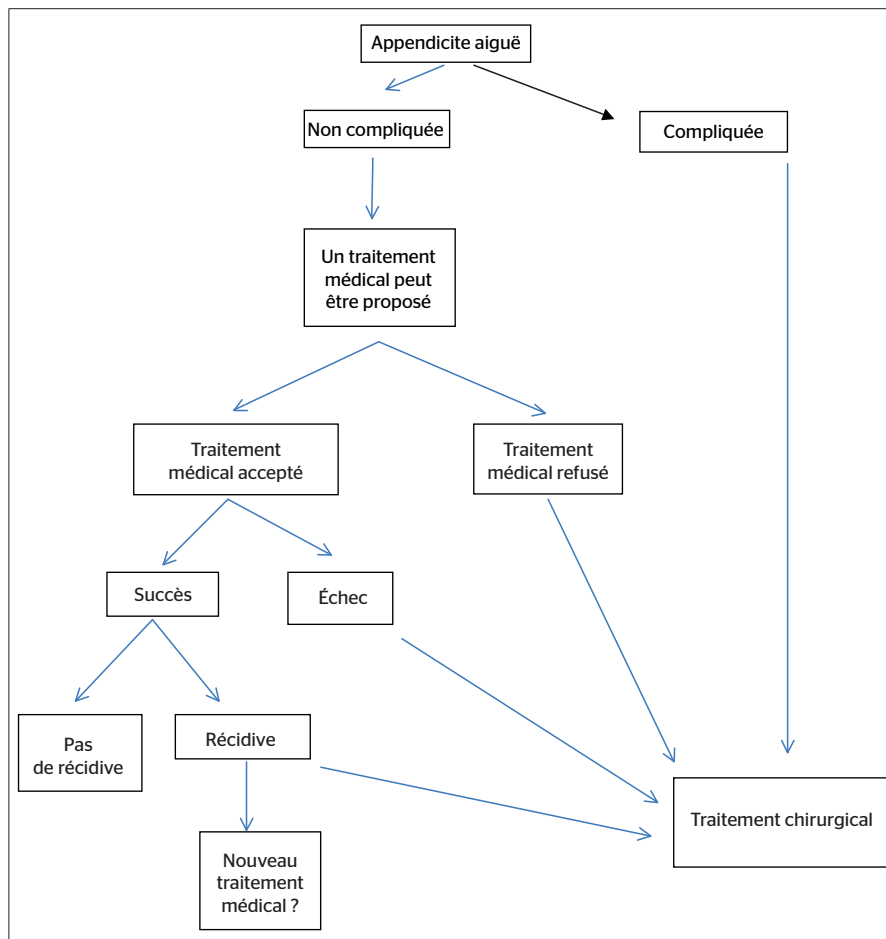 Appendicite aiguë
Non compliquée
Compliquée
Un traitement
médical peut
être proposé
Traitement
médical accepté
Traitement
médical refusé
Succès
Échec
Pas
de récidive
Récidive
Traitement chirurgical
Nouveau
traitement
médical ?